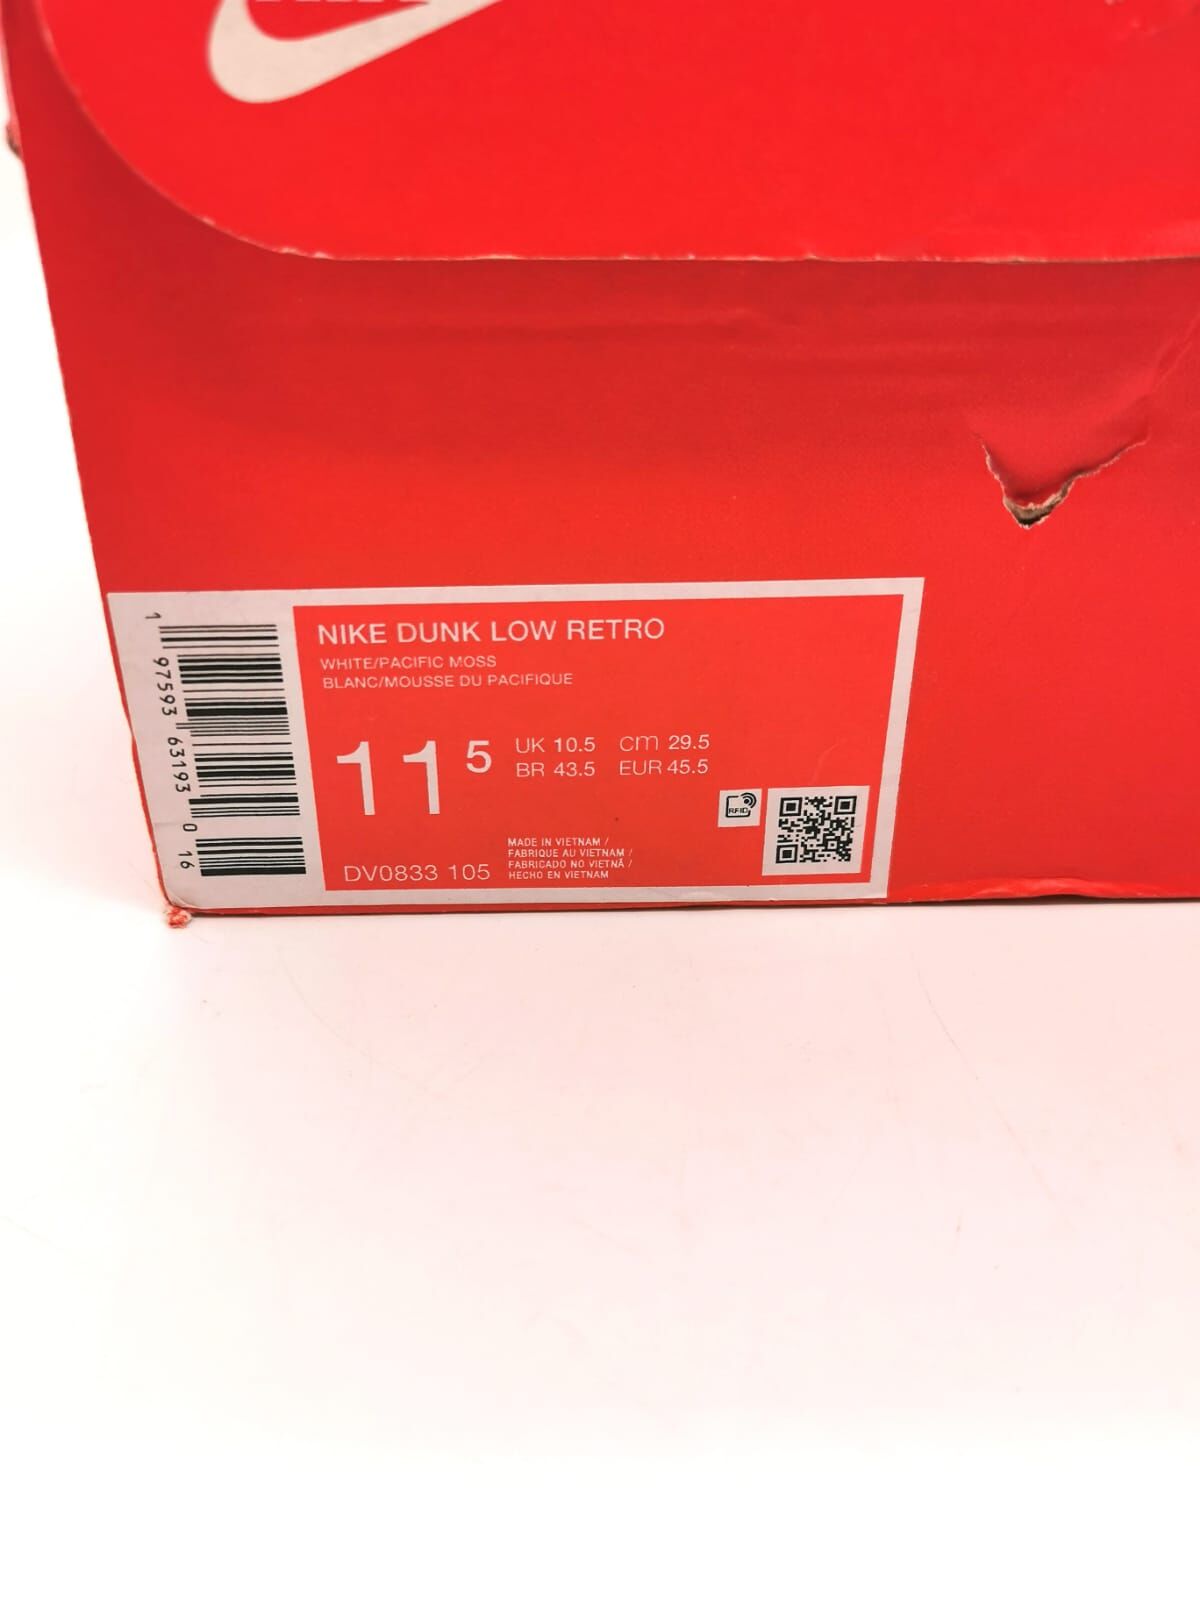 NIKE DUNK LOW RETRO
WHITE/PACIFIC MOSS
BLANC/MOUSSE DU PACIFIQUE
11 5
UK 10.5 cm 29.5
BR 43.5 EUR 45.5
RFID
DV0833 105
MADE IN VIETNAM /
FABRIQUE AU VIETNAM /
FABRICADO NO VIETNÃ /
HECHO EN VIETNAM
1 97593 63193 0 16